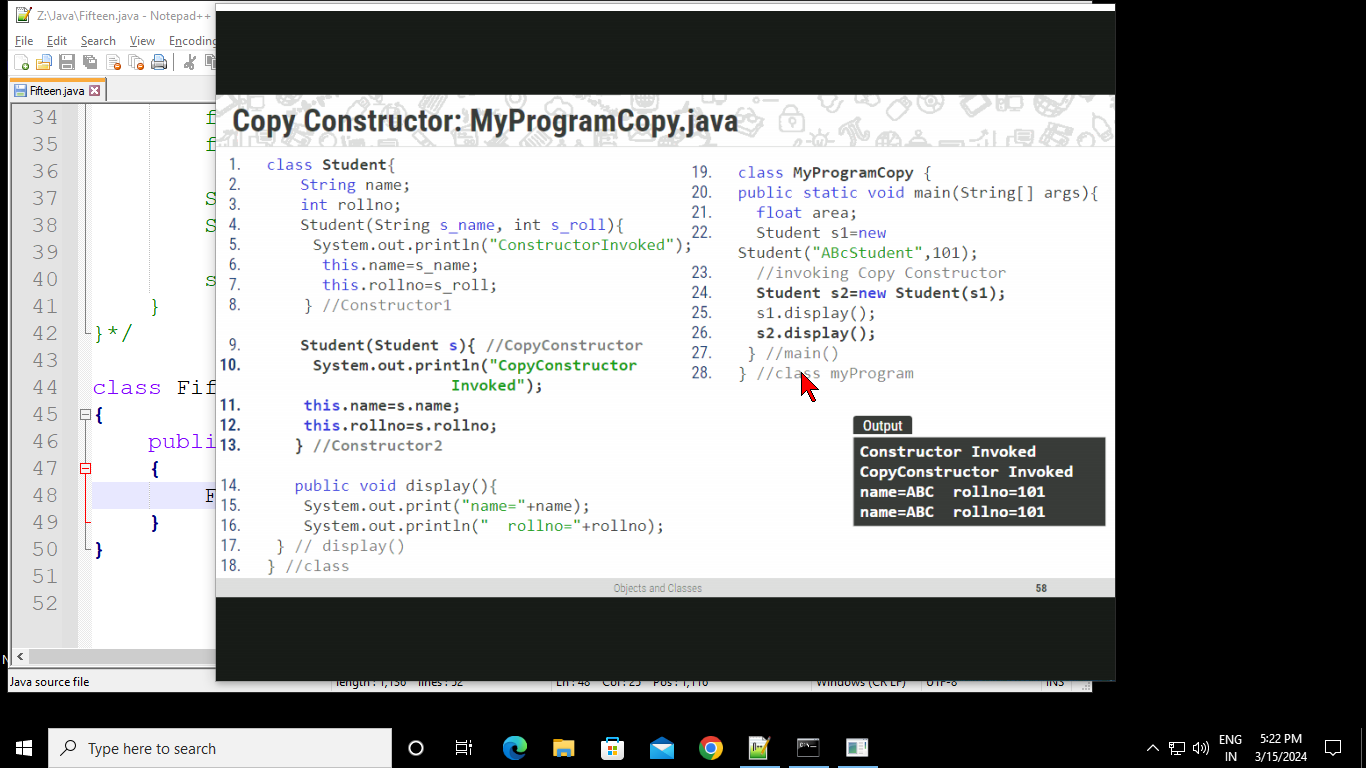 Z:\Java\Fifteen.java - Notepad++
File Edit Search View Encoding
Fifteen.java
34 f
35 f
36
37 S
38 S
39
40 s
41 }
42 }*/
43
44 class Fif
45 {
46 publi
47 {
48 F
49 }
50 }
51
52
Java source file
Ln : 48 Col : 25 Pos : 1,110
Windows (CR LF) UTF-8 INS
Copy Constructor: MyProgramCopy.java
1. class Student{
2. String name;
3. int rollno;
4. Student(String s_name, int s_roll){
5. System.out.println("ConstructorInvoked");
6. this.name=s_name;
7. this.rollno=s_roll;
8. } //Constructor1
9. Student(Student s){ //CopyConstructor
10. System.out.println("CopyConstructor
Invoked");
11. this.name=s.name;
12. this.rollno=s.rollno;
13. } //Constructor2
14. public void display(){
15. System.out.print("name="+name);
16. System.out.println(" rollno="+rollno);
17. } // display()
18. } //class
19. class MyProgramCopy {
20. public static void main(String[] args){
21. float area;
22. Student s1=new
Student("ABcStudent",101);
23. //invoking Copy Constructor
24. Student s2=new Student(s1);
25. s1.display();
26. s2.display();
27. } //main()
28. } //class myProgram
Output
Constructor Invoked
CopyConstructor Invoked
name=ABC rollno=101
name=ABC rollno=101
Objects and Classes 58
Type here to search
ENG
IN
5:22 PM
3/15/2024